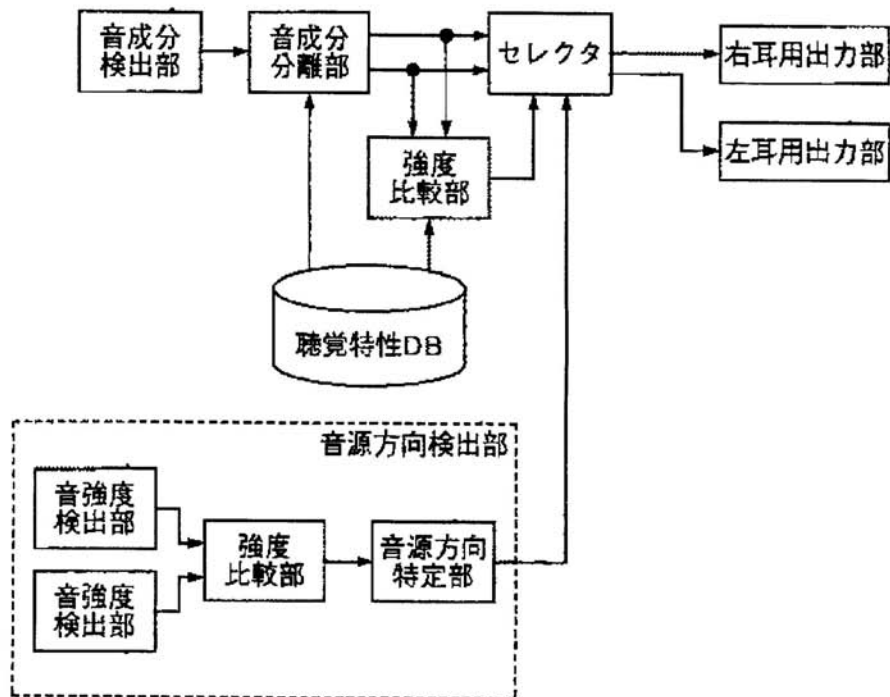 音成分
検出部
音成分
分離部
セレクタ
右耳用出力部
左耳用出力部
強度
比較部
聴覚特性DB
音源方向検出部
音強度
検出部
音強度
検出部
強度
比較部
音源方向
特定部